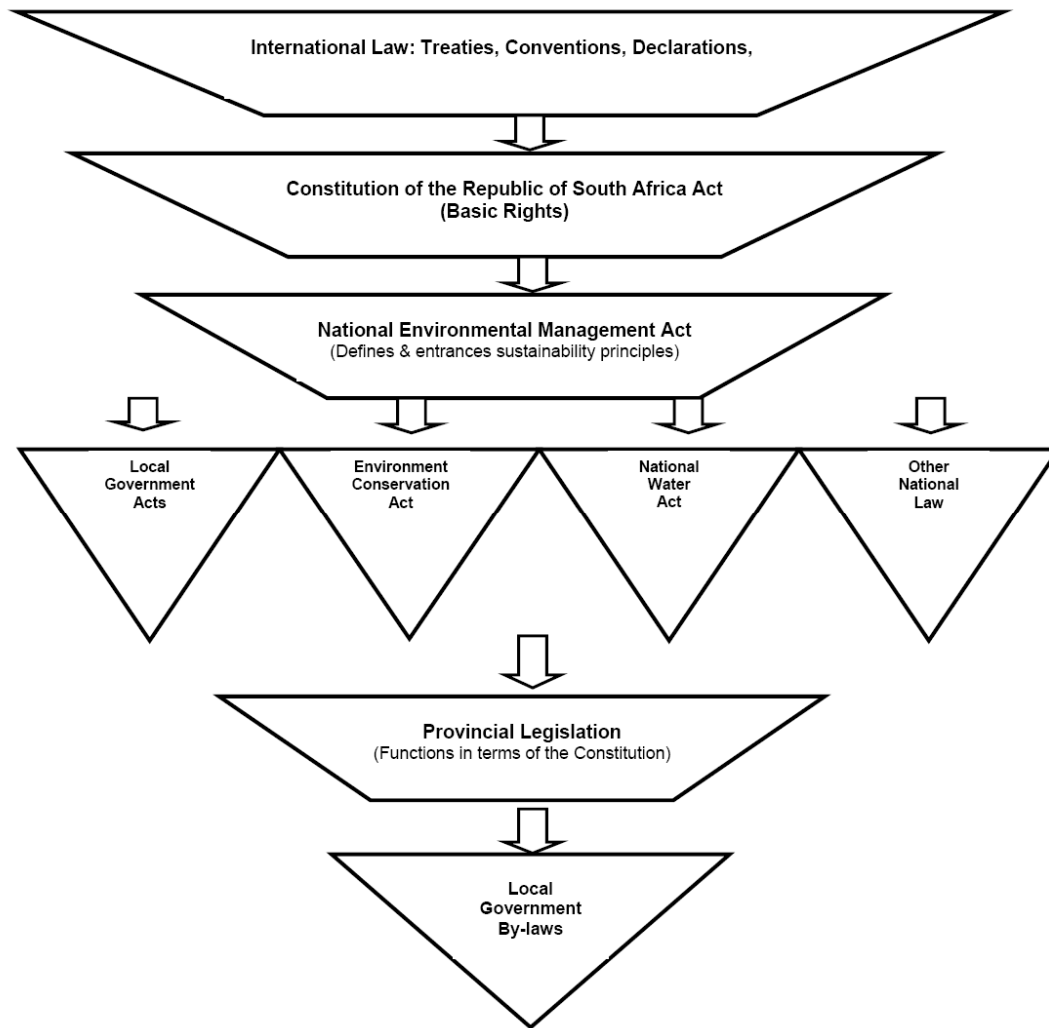 International Law: Treaties, Conventions, Declarations,
Constitution of the Republic of South Africa Act
(Basic Rights)
National Environmental Management Act
(Defines & entrances sustainability principles)
Local
Government
Acts
Environment
Conservation
Act
National
Water
Act
Other
National
Law
Provincial Legislation
(Functions in terms of the Constitution)
Local
Government
By-laws